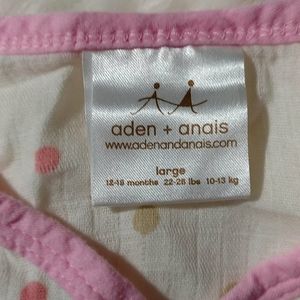 aden + anais
www.adenandanais.com
large
12-18 months 22-28 lbs 10-13 kg